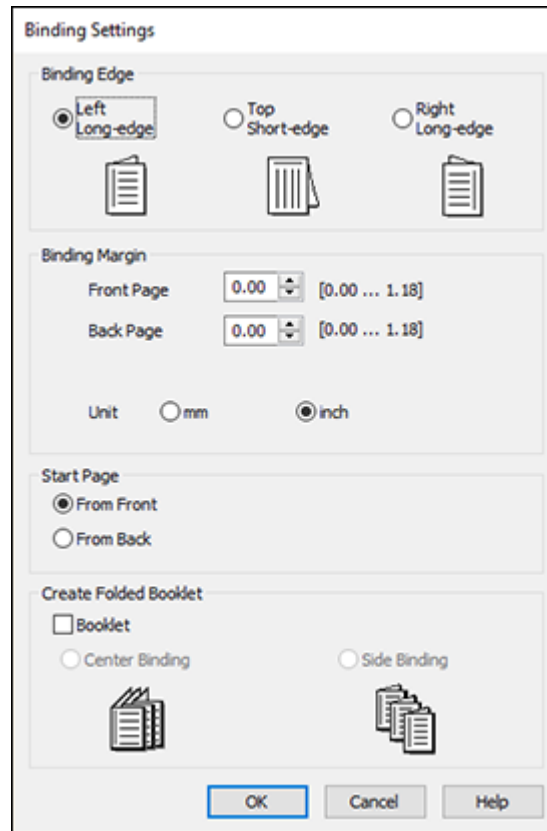 Binding Settings
Binding Edge
Left
Long-edge
Top
Short-edge
Right
Long-edge
Binding Margin
Front Page 0.00 [0.00 ... 1.18]
Back Page 0.00 [0.00 ... 1.18]
Unit mm inch
Start Page
From Front
From Back
Create Folded Booklet
Booklet
Center Binding Side Binding
OK Cancel Help